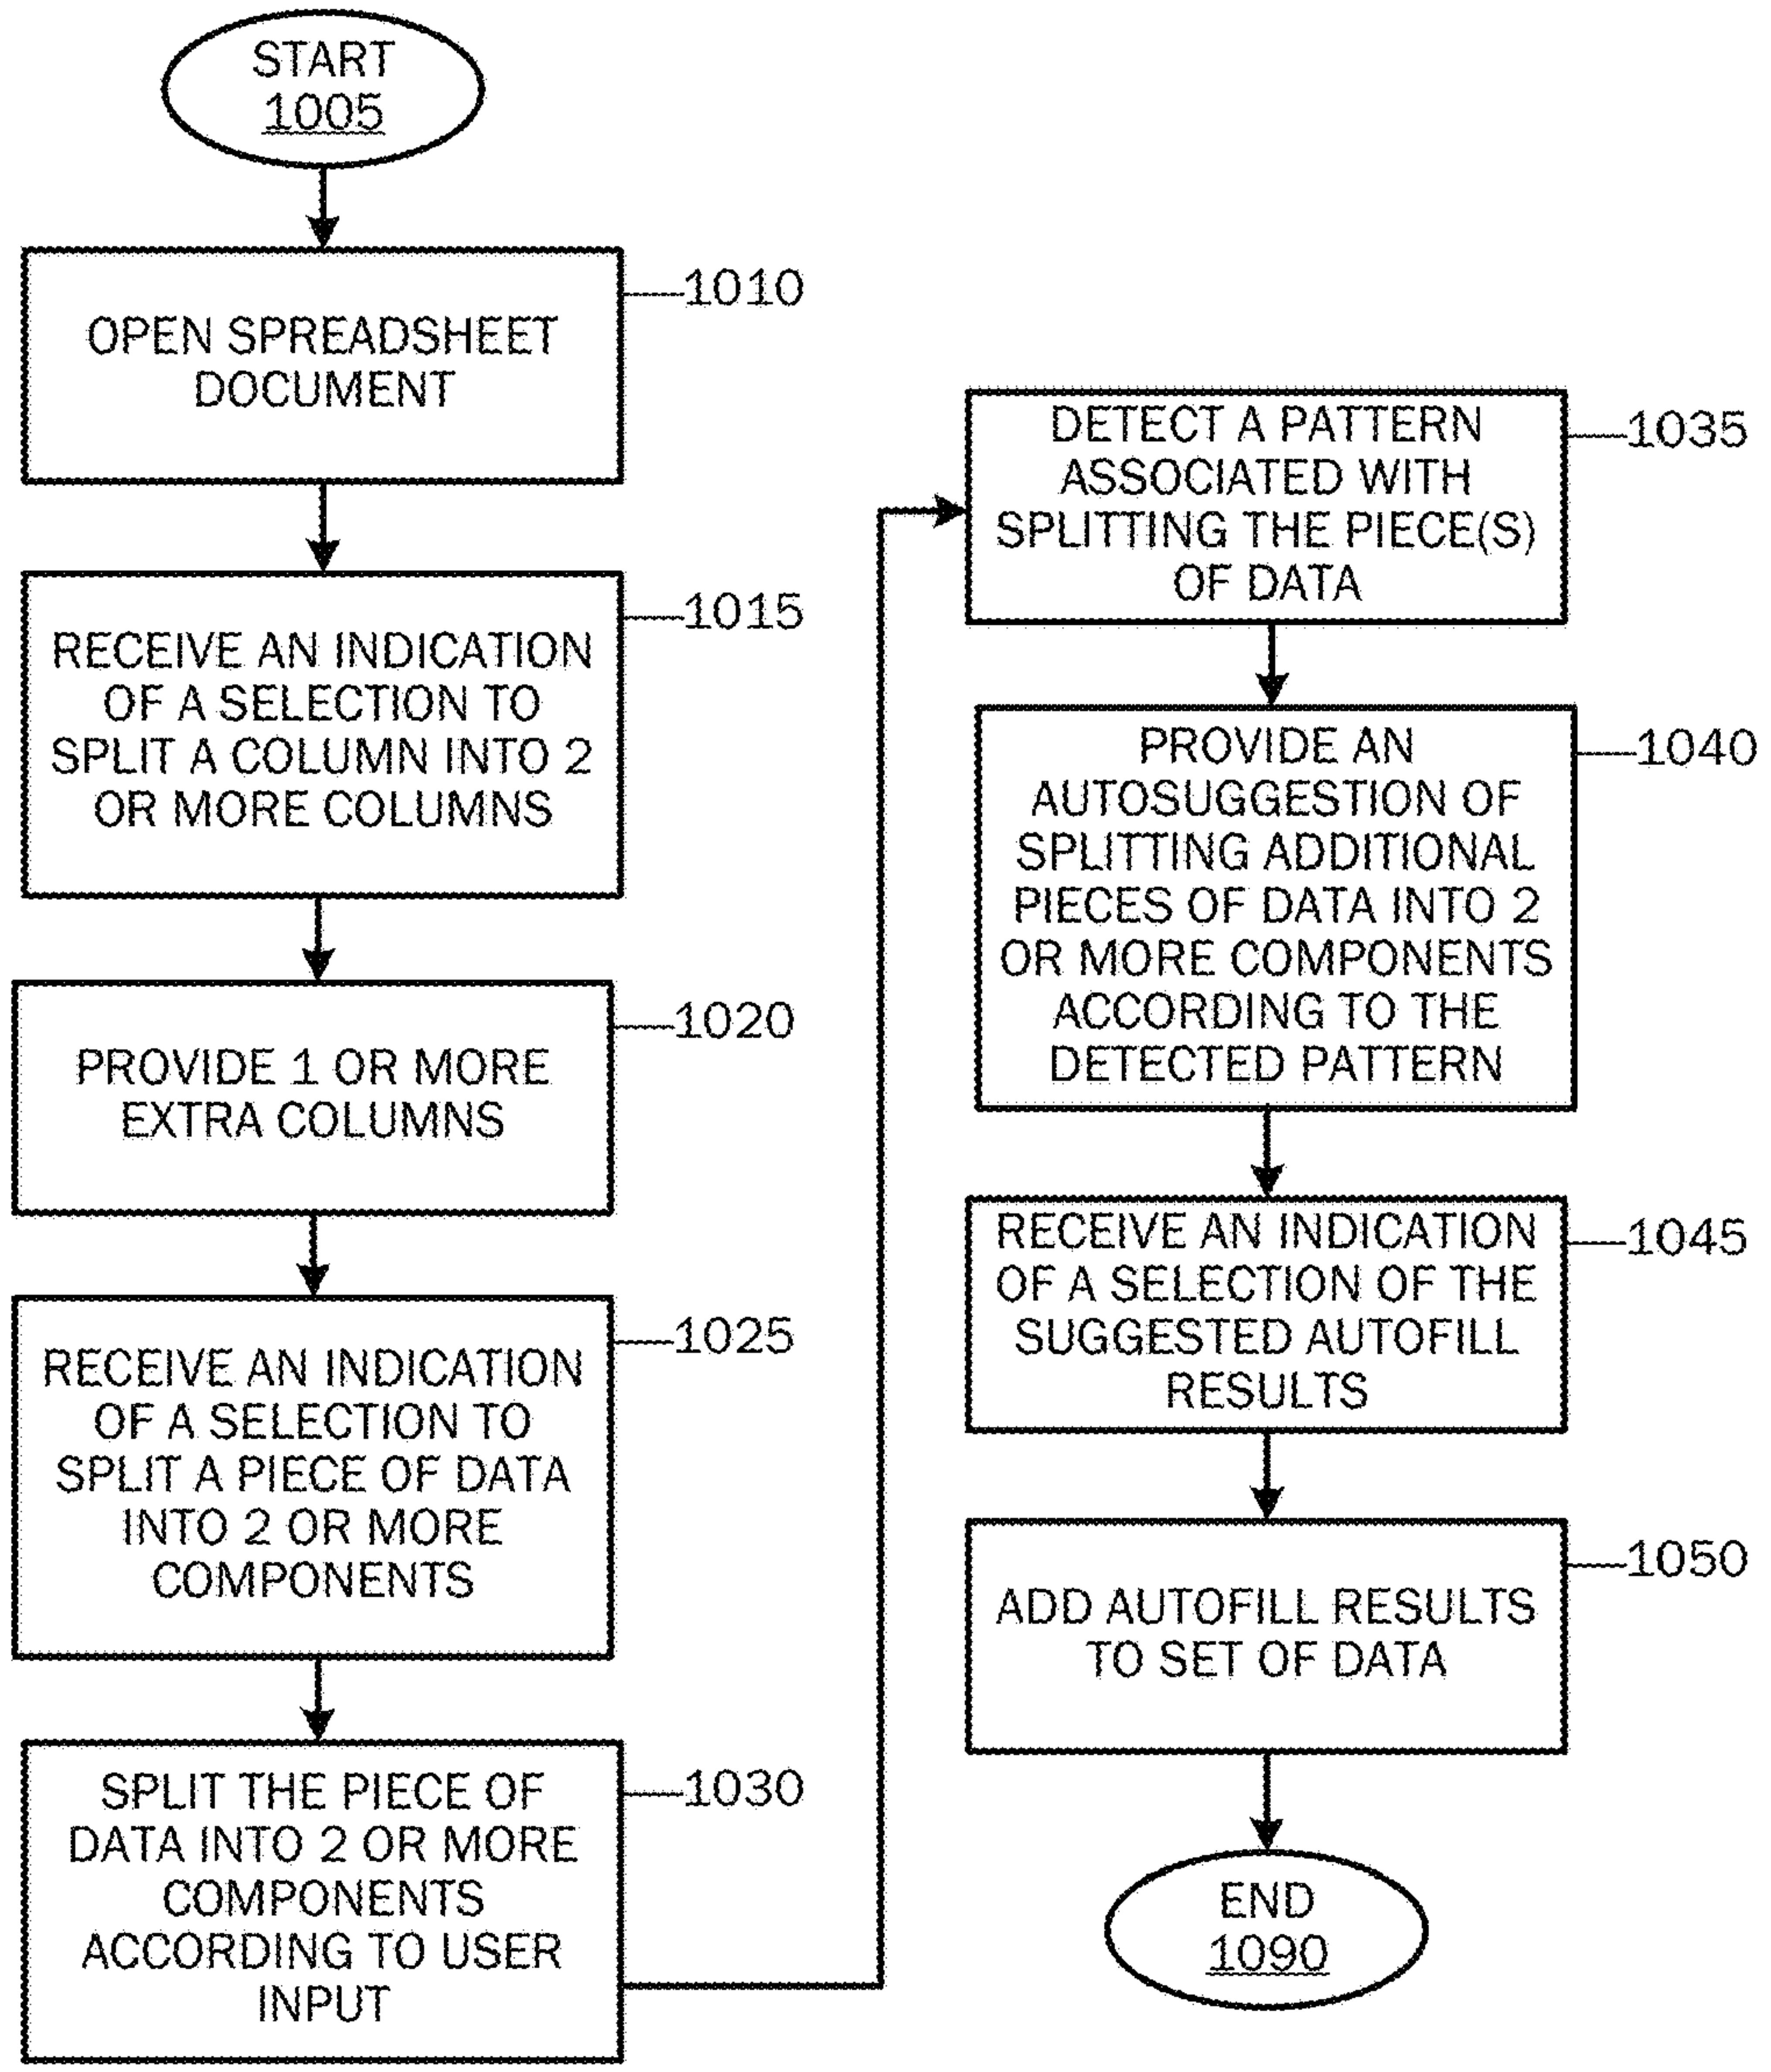 START
1005
OPEN SPREADSHEET
DOCUMENT
1010
RECEIVE AN INDICATION
OF A SELECTION TO
SPLIT A COLUMN INTO 2
OR MORE COLUMNS
1015
PROVIDE 1 OR MORE
EXTRA COLUMNS
1020
RECEIVE AN INDICATION
OF A SELECTION TO
SPLIT A PIECE OF DATA
INTO 2 OR MORE
COMPONENTS
1025
SPLIT THE PIECE OF
DATA INTO 2 OR MORE
COMPONENTS
ACCORDING TO USER
INPUT
1030
DETECT A PATTERN
ASSOCIATED WITH
SPLITTING THE PIECE(S)
OF DATA
1035
PROVIDE AN
AUTOSUGGESTION OF
SPLITTING ADDITIONAL
PIECES OF DATA INTO 2
OR MORE COMPONENTS
ACCORDING TO THE
DETECTED PATTERN
1040
RECEIVE AN INDICATION
OF A SELECTION OF THE
SUGGESTED AUTOFILL
RESULTS
1045
ADD AUTOFILL RESULTS
TO SET OF DATA
1050
END
1090